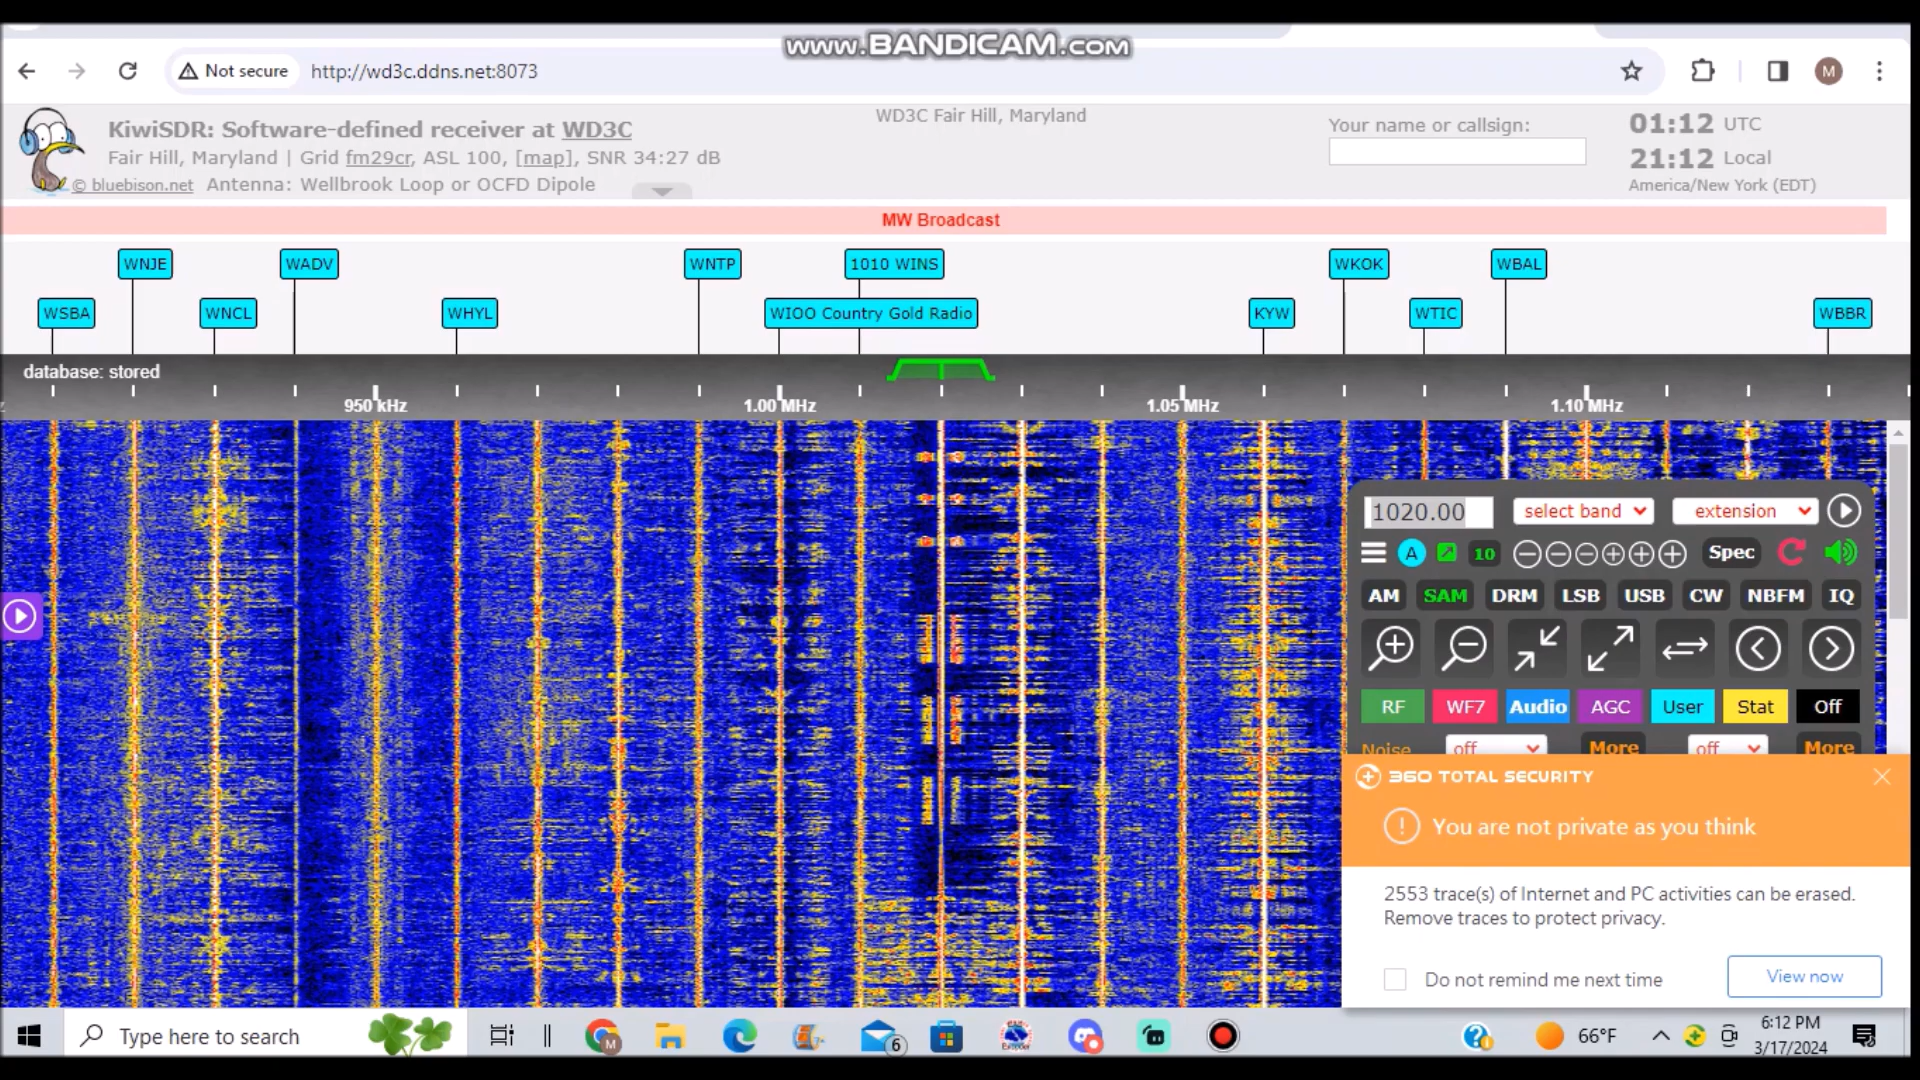 www.BANDICAM.com
Not secure http://wd3c.ddns.net:8073 M
KiwiSDR: Software-defined receiver at WD3C
Fair Hill, Maryland | Grid fm29cr, ASL 100, [map], SNR 34:27 dB
© bluebison.net Antenna: Wellbrook Loop or OCFD Dipole
WD3C Fair Hill, Maryland
Your name or callsign:
01:12 UTC
21:12 Local
America/New York (EDT)
MW Broadcast
WNJE WADV WNTP 1010 WINS WKOK WBAL
WSBA WNCL WHYL WIOO Country Gold Radio KYW WTIC WBBR
database: stored
950 kHz 1.00 MHz 1.05 MHz 1.10 MHz
1020.00 select band extension
A 10 Spec
AM SAM DRM LSB USB CW NBFM IQ
RF WF7 Audio AGC User Stat Off
Noise off More off More
360 TOTAL SECURITY
You are not private as you think
2553 trace(s) of Internet and PC activities can be erased.
Remove traces to protect privacy.
Do not remind me next time View now
Type here to search M 6 66°F 6:12 PM
3/17/2024